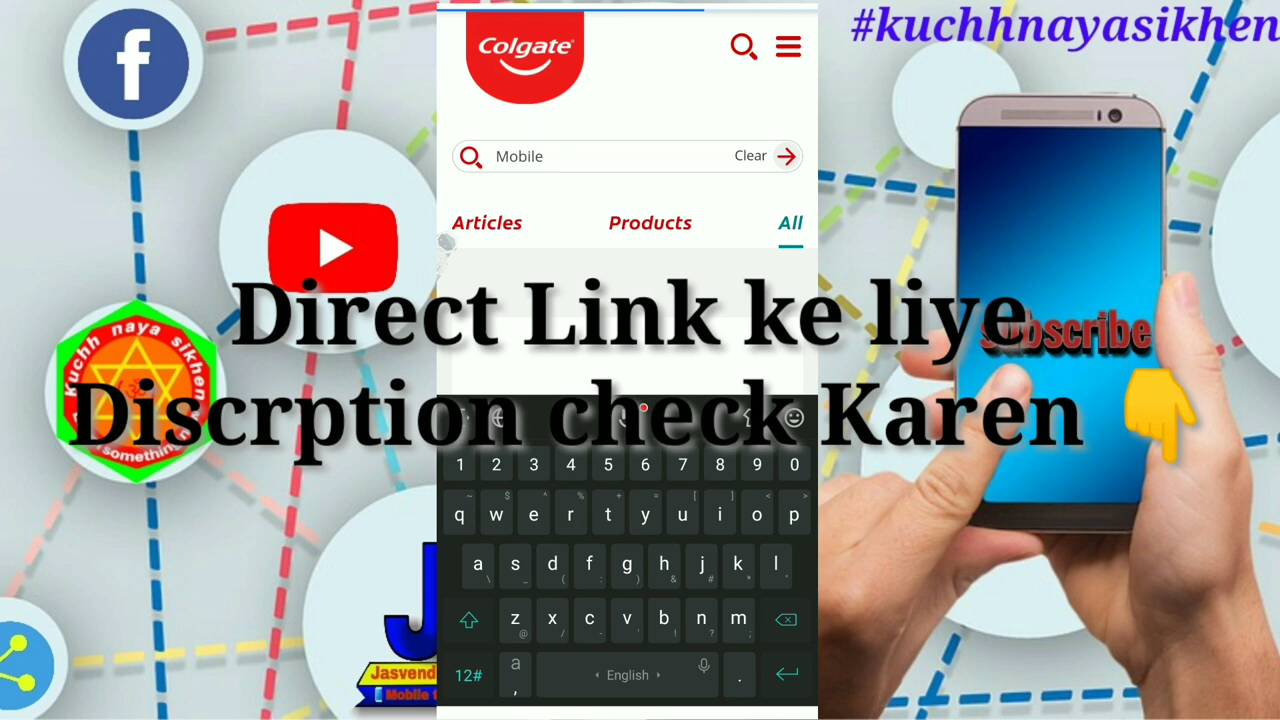 #kuchhnayasikhen
Colgate
Mobile
Clear
Articles
Products
All
Direct Link ke liye
subscribe
Discrption check Karen
Kuchh naya sikhen
something
1 2 3 4 5 6 7 8 9 0
q w e r t y u i o p
a s d f g h j k l
z x c v b n m
12# a , English .
J
Jasvend
Mobile t